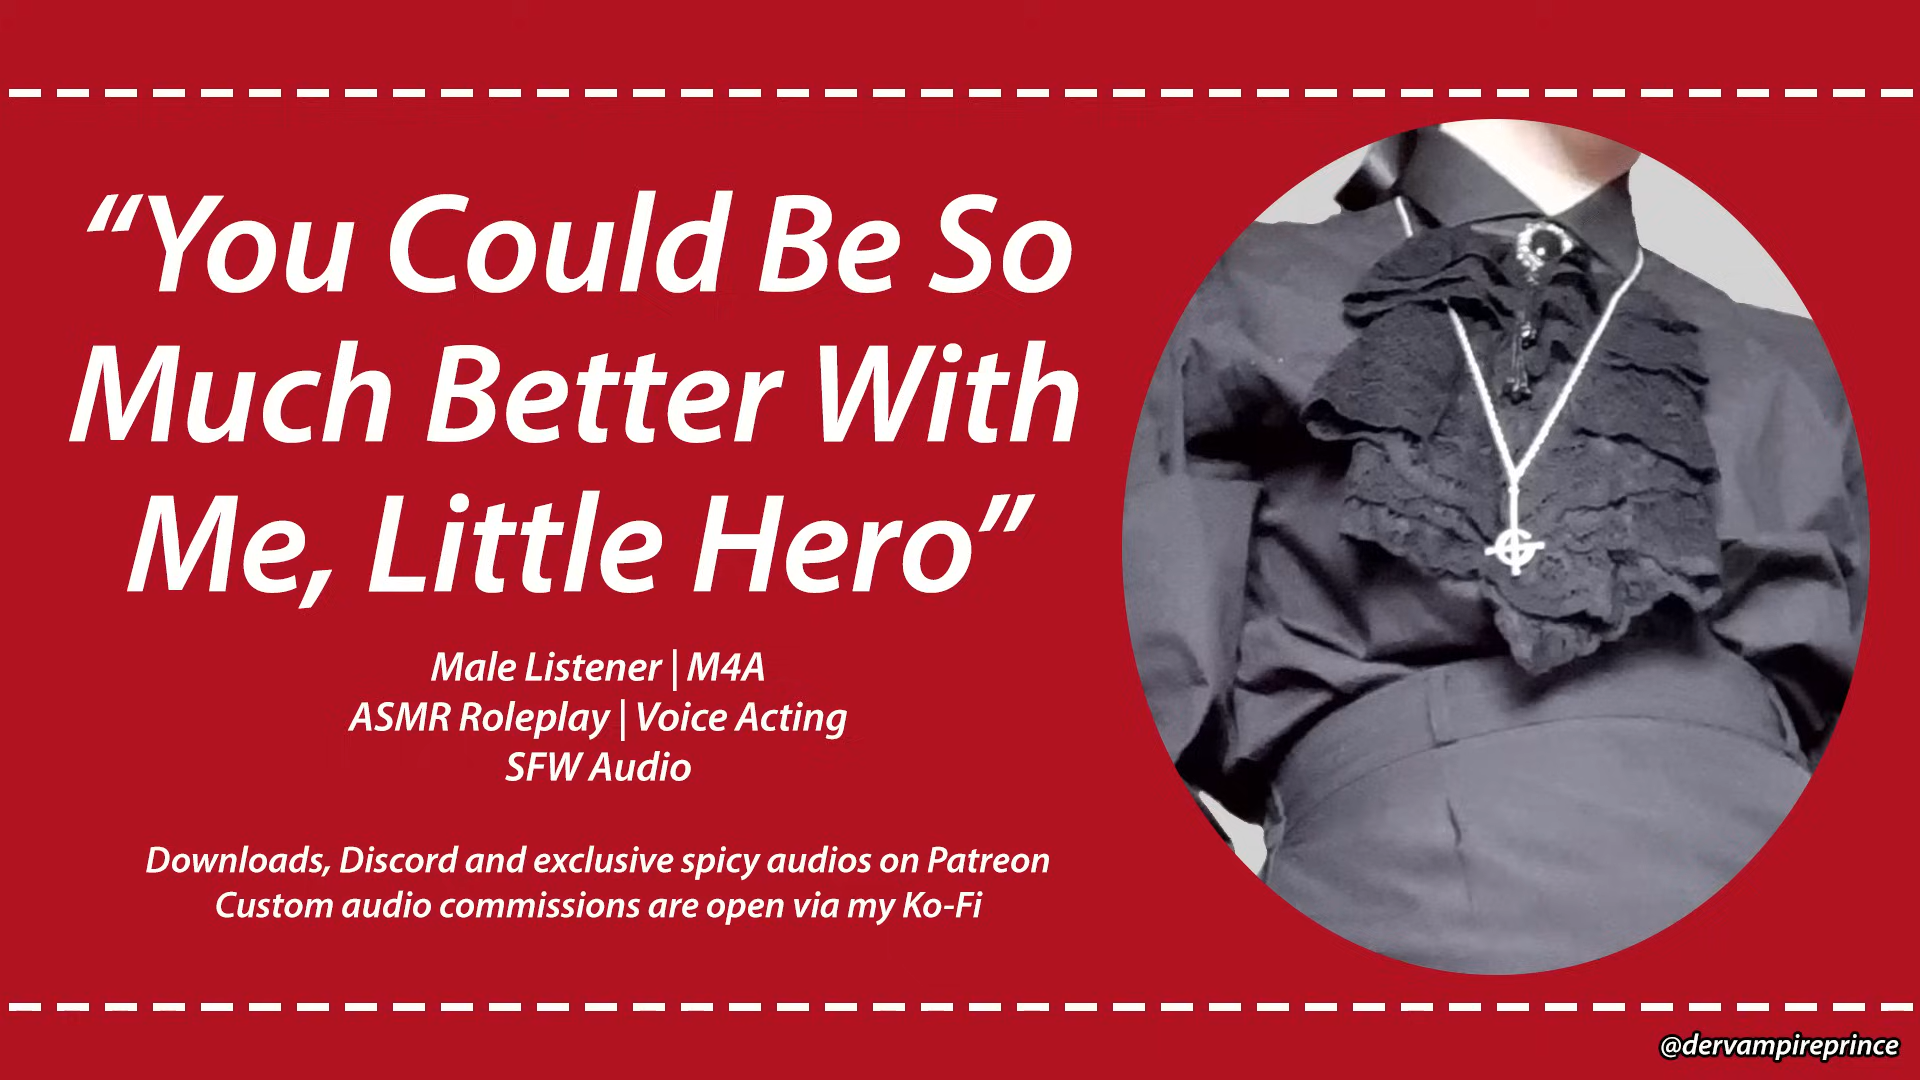 “You Could Be So
Much Better With
Me, Little Hero”
Male Listener | M4A
ASMR Roleplay | Voice Acting
SFW Audio
Downloads, Discord and exclusive spicy audios on Patreon
Custom audio commissions are open via my Ko-Fi
@dervampireprince